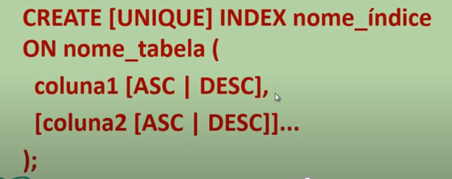 CREATE [UNIQUE] INDEX nome_índice
ON nome_tabela (
coluna1 [ASC | DESC],
[coluna2 [ASC | DESC]]...
);